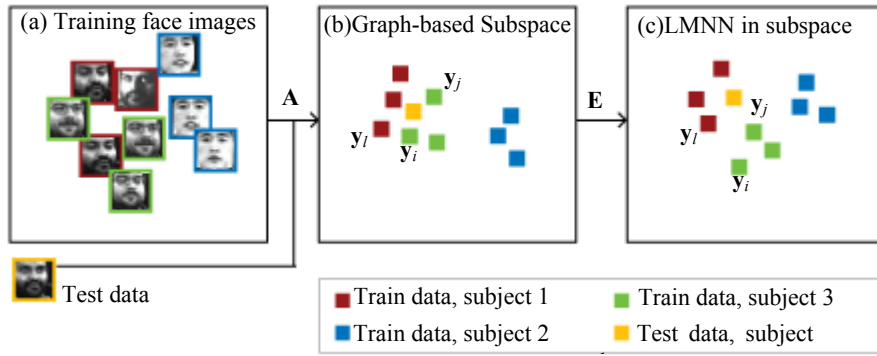 (a) Training face images
(b)Graph-based Subspace
(c)LMNN in subspace
A
E
y_j
y_l
y_i
y_j
y_l
y_i
Test data
Train data, subject 1
Train data, subject 3
Train data, subject 2
Test data, subject